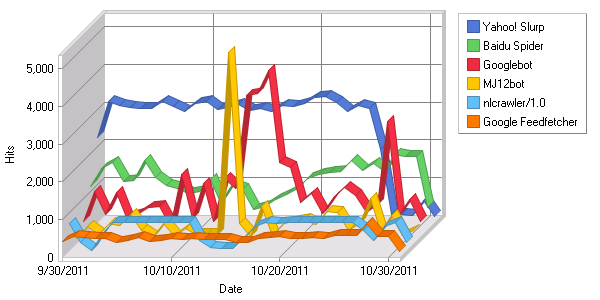 Yahoo! Slurp
Baidu Spider
Googlebot
MJ12bot
nlcrawler/1.0
Google Feedfetcher
5,000
4,000
3,000
2,000
1,000
0
Hits
9/30/2011
10/10/2011
10/20/2011
10/30/2011
Date